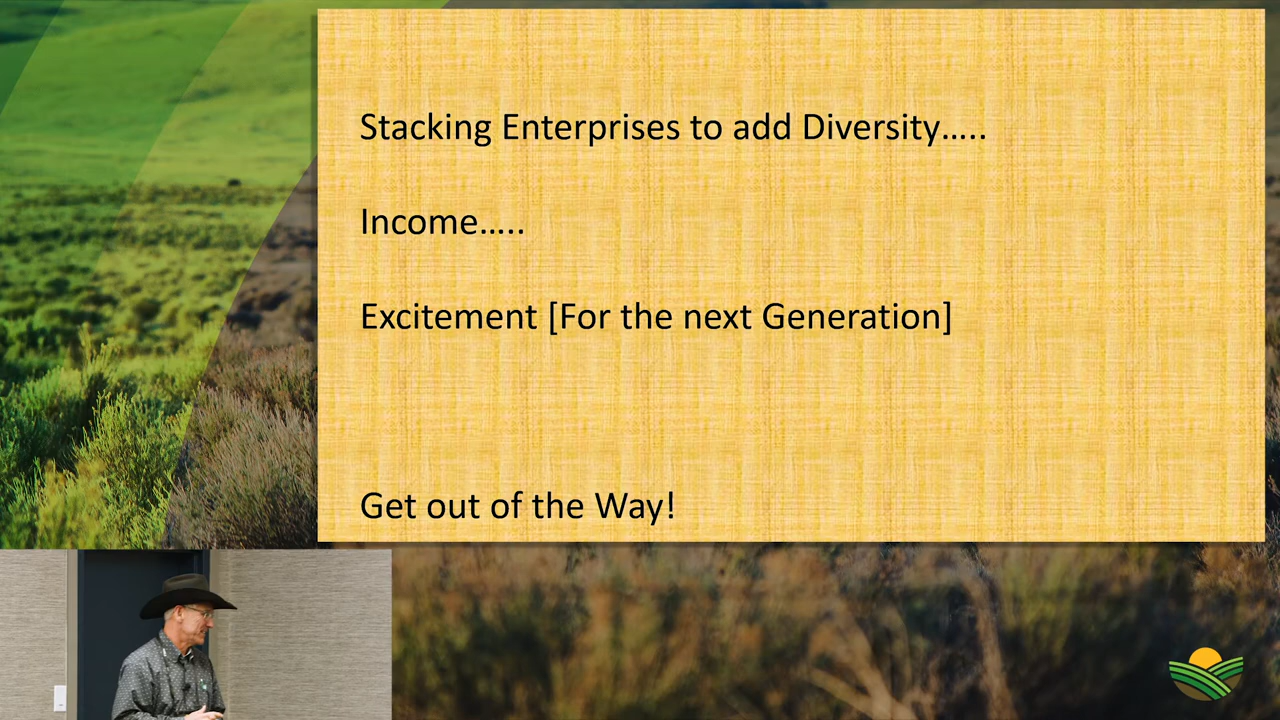 Stacking Enterprises to add Diversity…..
Income…..
Excitement [For the next Generation]
Get out of the Way!